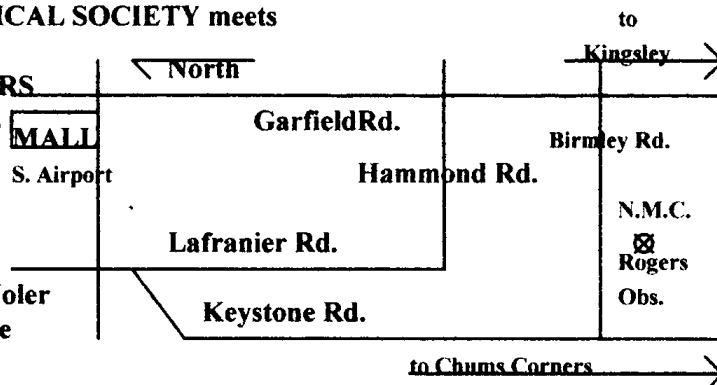 ICAL SOCIETY meets
to
Kingsley
North
RS
GarfieldRd.
MALL
Birmley Rd.
S. Airport
Hammond Rd.
N.M.C.
Lafranier Rd.
Rogers
Obs.
oler
Keystone Rd.
e
to Chums Corners